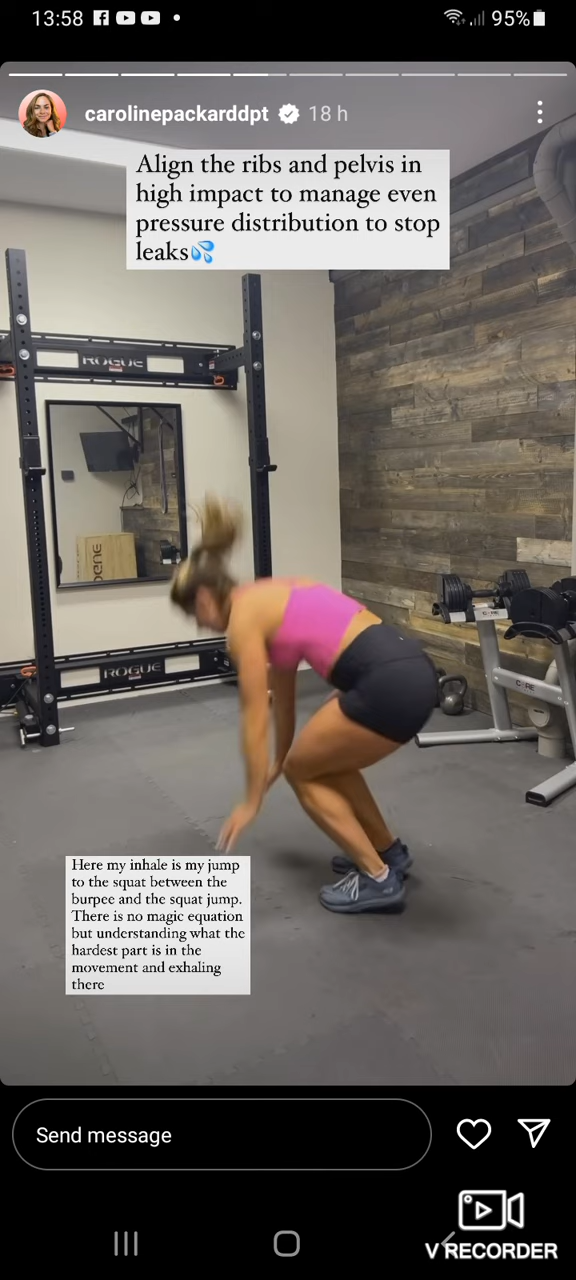 13:58
95%
carolinepackarddpt 18 h
Align the ribs and pelvis in
high impact to manage even
pressure distribution to stop
leaks💦
ROGUE
ROGUE
Here my inhale is my jump
to the squat between the
burpee and the squat jump.
There is no magic equation
but understanding what the
hardest part is in the
movement and exhaling
there
Send message
V RECORDER